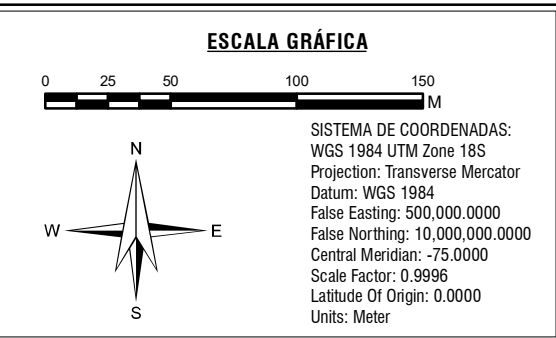 ESCALA GRÁFICA
0 25 50 100 150
M
SISTEMA DE COORDENADAS:
WGS 1984 UTM Zone 18S
Projection: Transverse Mercator
Datum: WGS 1984
False Easting: 500,000.0000
False Northing: 10,000,000.0000
Central Meridian: -75.0000
Scale Factor: 0.9996
Latitude Of Origin: 0.0000
Units: Meter
N
W E
S